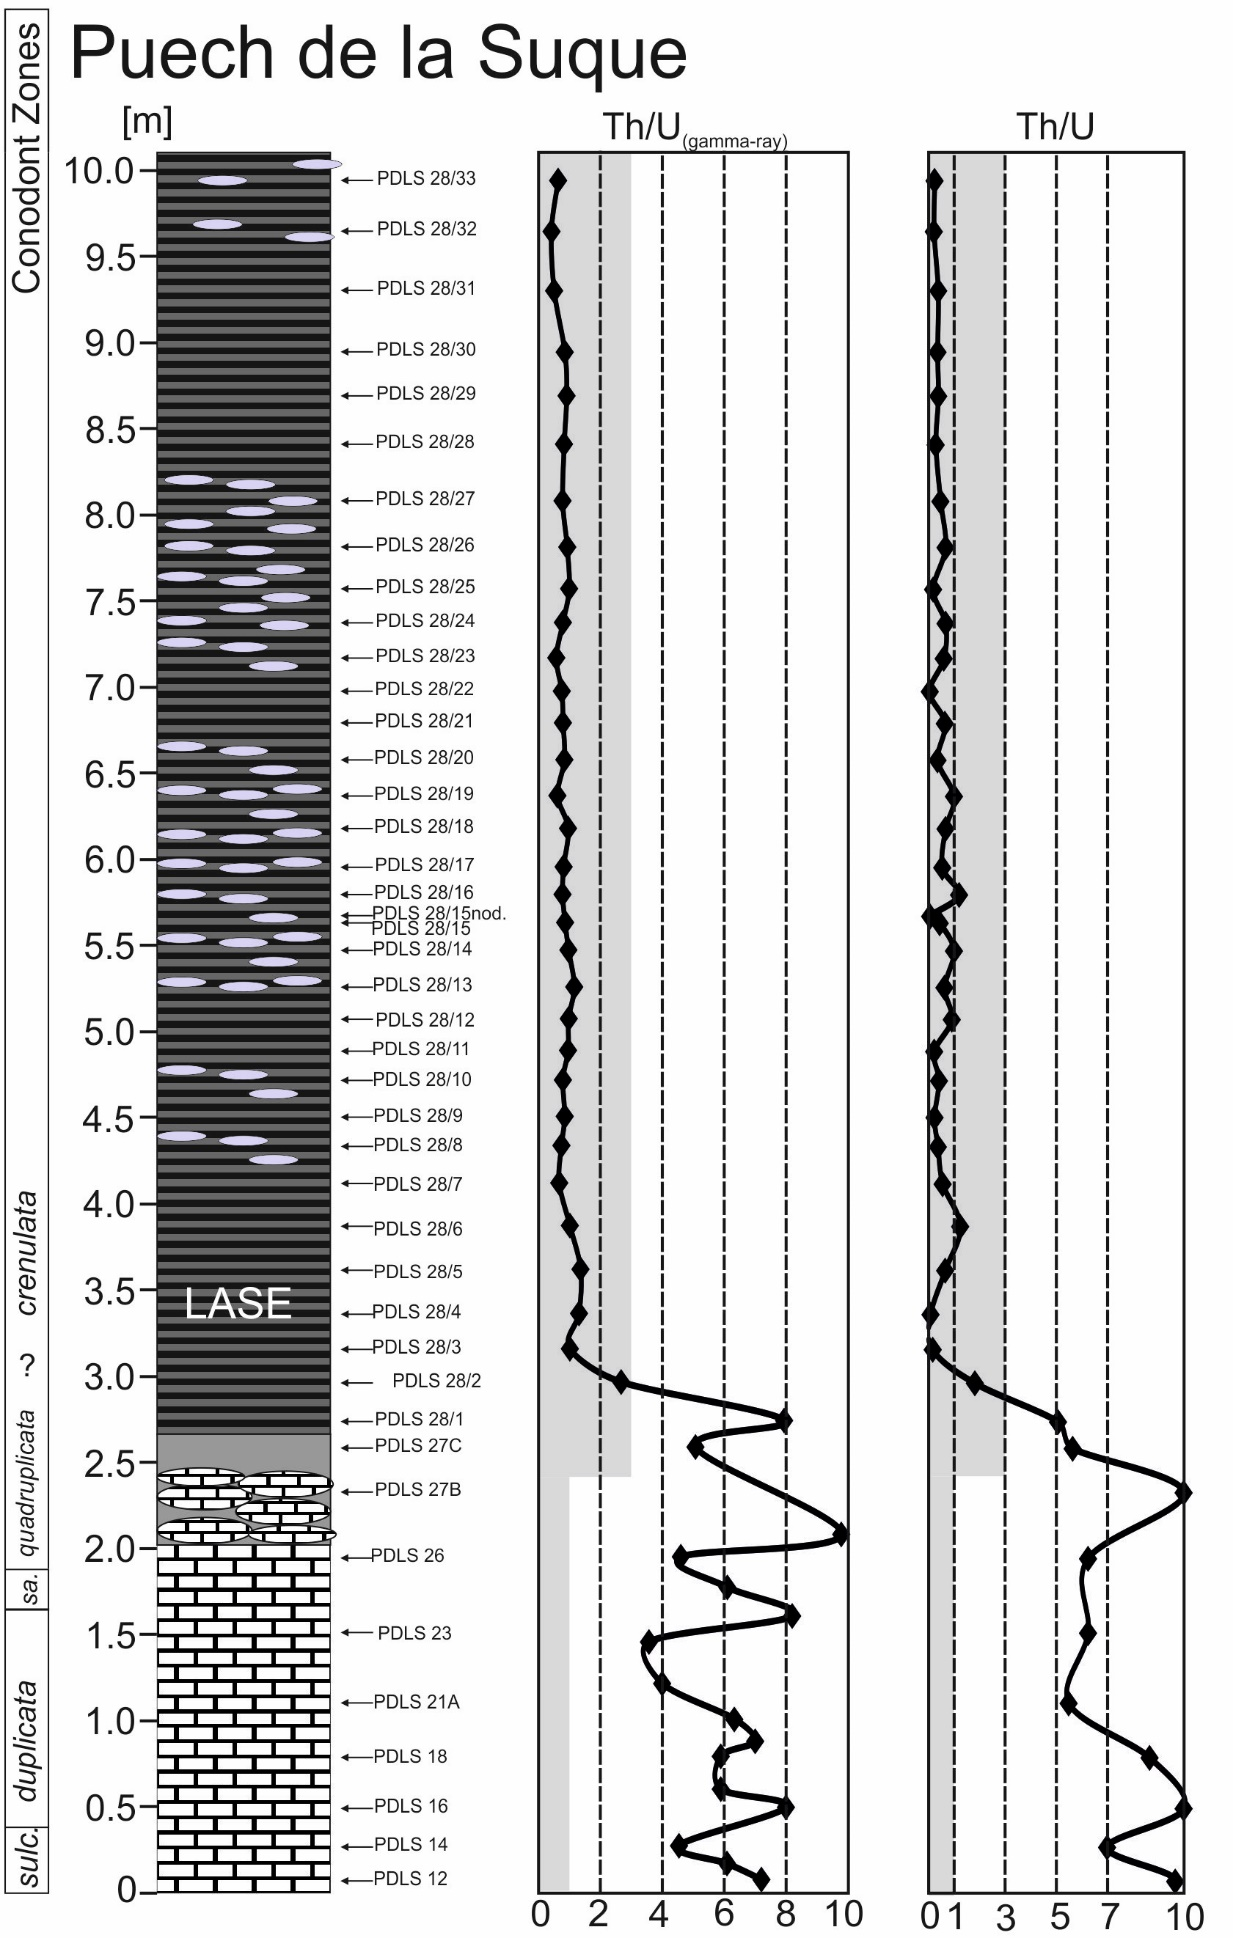 Puech de la Suque
Conodont Zones
[m]
Th/U(gamma-ray)
Th/U
10.0
9.5
9.0
8.5
8.0
7.5
7.0
6.5
6.0
5.5
5.0
4.5
4.0
3.5
3.0
2.5
2.0
1.5
1.0
0.5
0
crenulata
?
quadruplicata
sa.
duplicata
sulc.
LASE
PDLS 28/33
PDLS 28/32
PDLS 28/31
PDLS 28/30
PDLS 28/29
PDLS 28/28
PDLS 28/27
PDLS 28/26
PDLS 28/25
PDLS 28/24
PDLS 28/23
PDLS 28/22
PDLS 28/21
PDLS 28/20
PDLS 28/19
PDLS 28/18
PDLS 28/17
PDLS 28/16
PDLS 28/15nod.
PDLS 28/15
PDLS 28/14
PDLS 28/13
PDLS 28/12
PDLS 28/11
PDLS 28/10
PDLS 28/9
PDLS 28/8
PDLS 28/7
PDLS 28/6
PDLS 28/5
PDLS 28/4
PDLS 28/3
PDLS 28/2
PDLS 28/1
PDLS 27C
PDLS 27B
PDLS 26
PDLS 23
PDLS 21A
PDLS 18
PDLS 16
PDLS 14
PDLS 12
0 2 4 6 8 10
0 1 3 5 7 10